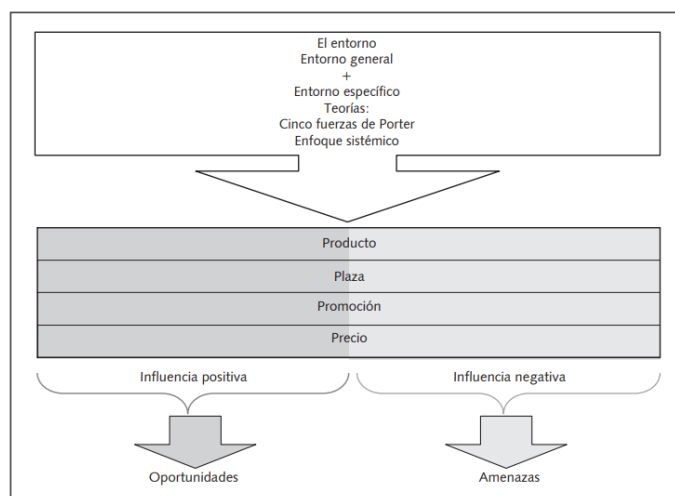 El entorno
Entorno general
+
Entorno específico
Teorías:
Cinco fuerzas de Porter
Enfoque sistémico
Producto
Plaza
Promoción
Precio
Influencia positiva
Influencia negativa
Oportunidades
Amenazas